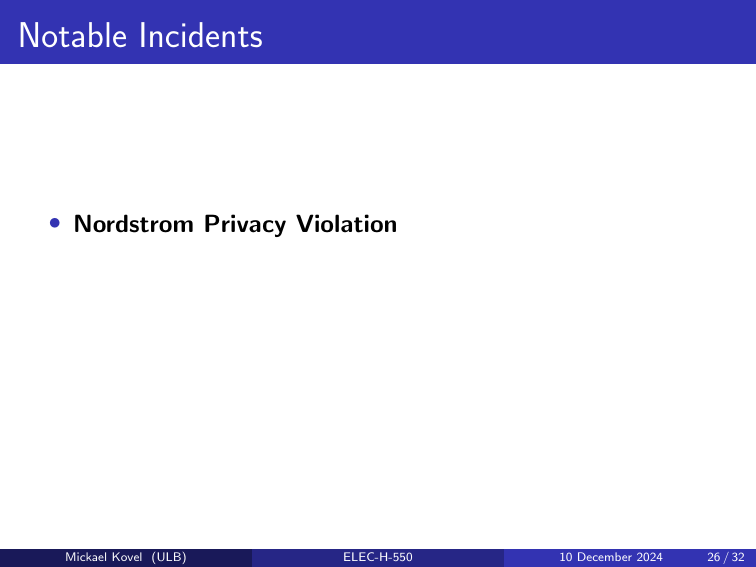 Notable Incidents
• Nordstrom Privacy Violation
Mickael Kovel (ULB) ELEC-H-550 10 December 2024 26 / 32